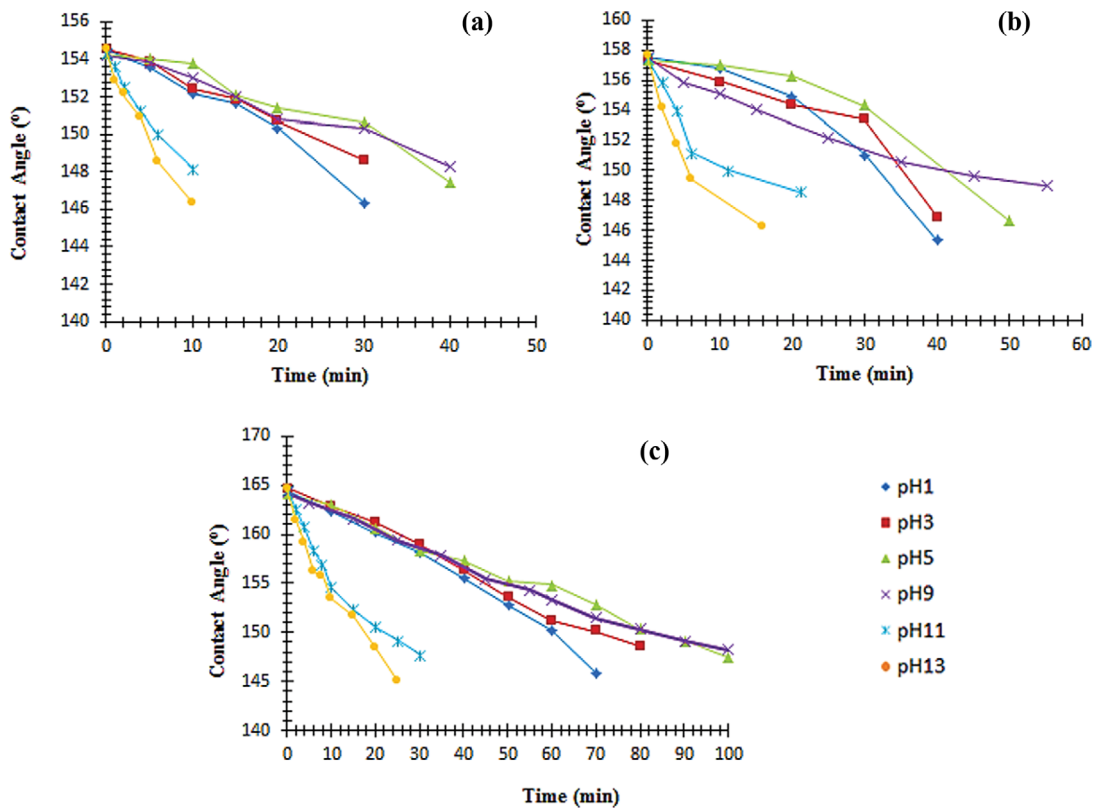 (a)
156
154
152
150
148
146
144
142
140
Contact Angle (º)
0 10 20 30 40 50
Time (min)
(b)
160
158
156
154
152
150
148
146
144
142
140
Contact Angle (º)
0 10 20 30 40 50 60
Time (min)
(c)
170
165
160
155
150
145
140
Contact Angle (º)
0 10 20 30 40 50 60 70 80 90 100
Time (min)
pH1
pH3
pH5
pH9
pH11
pH13